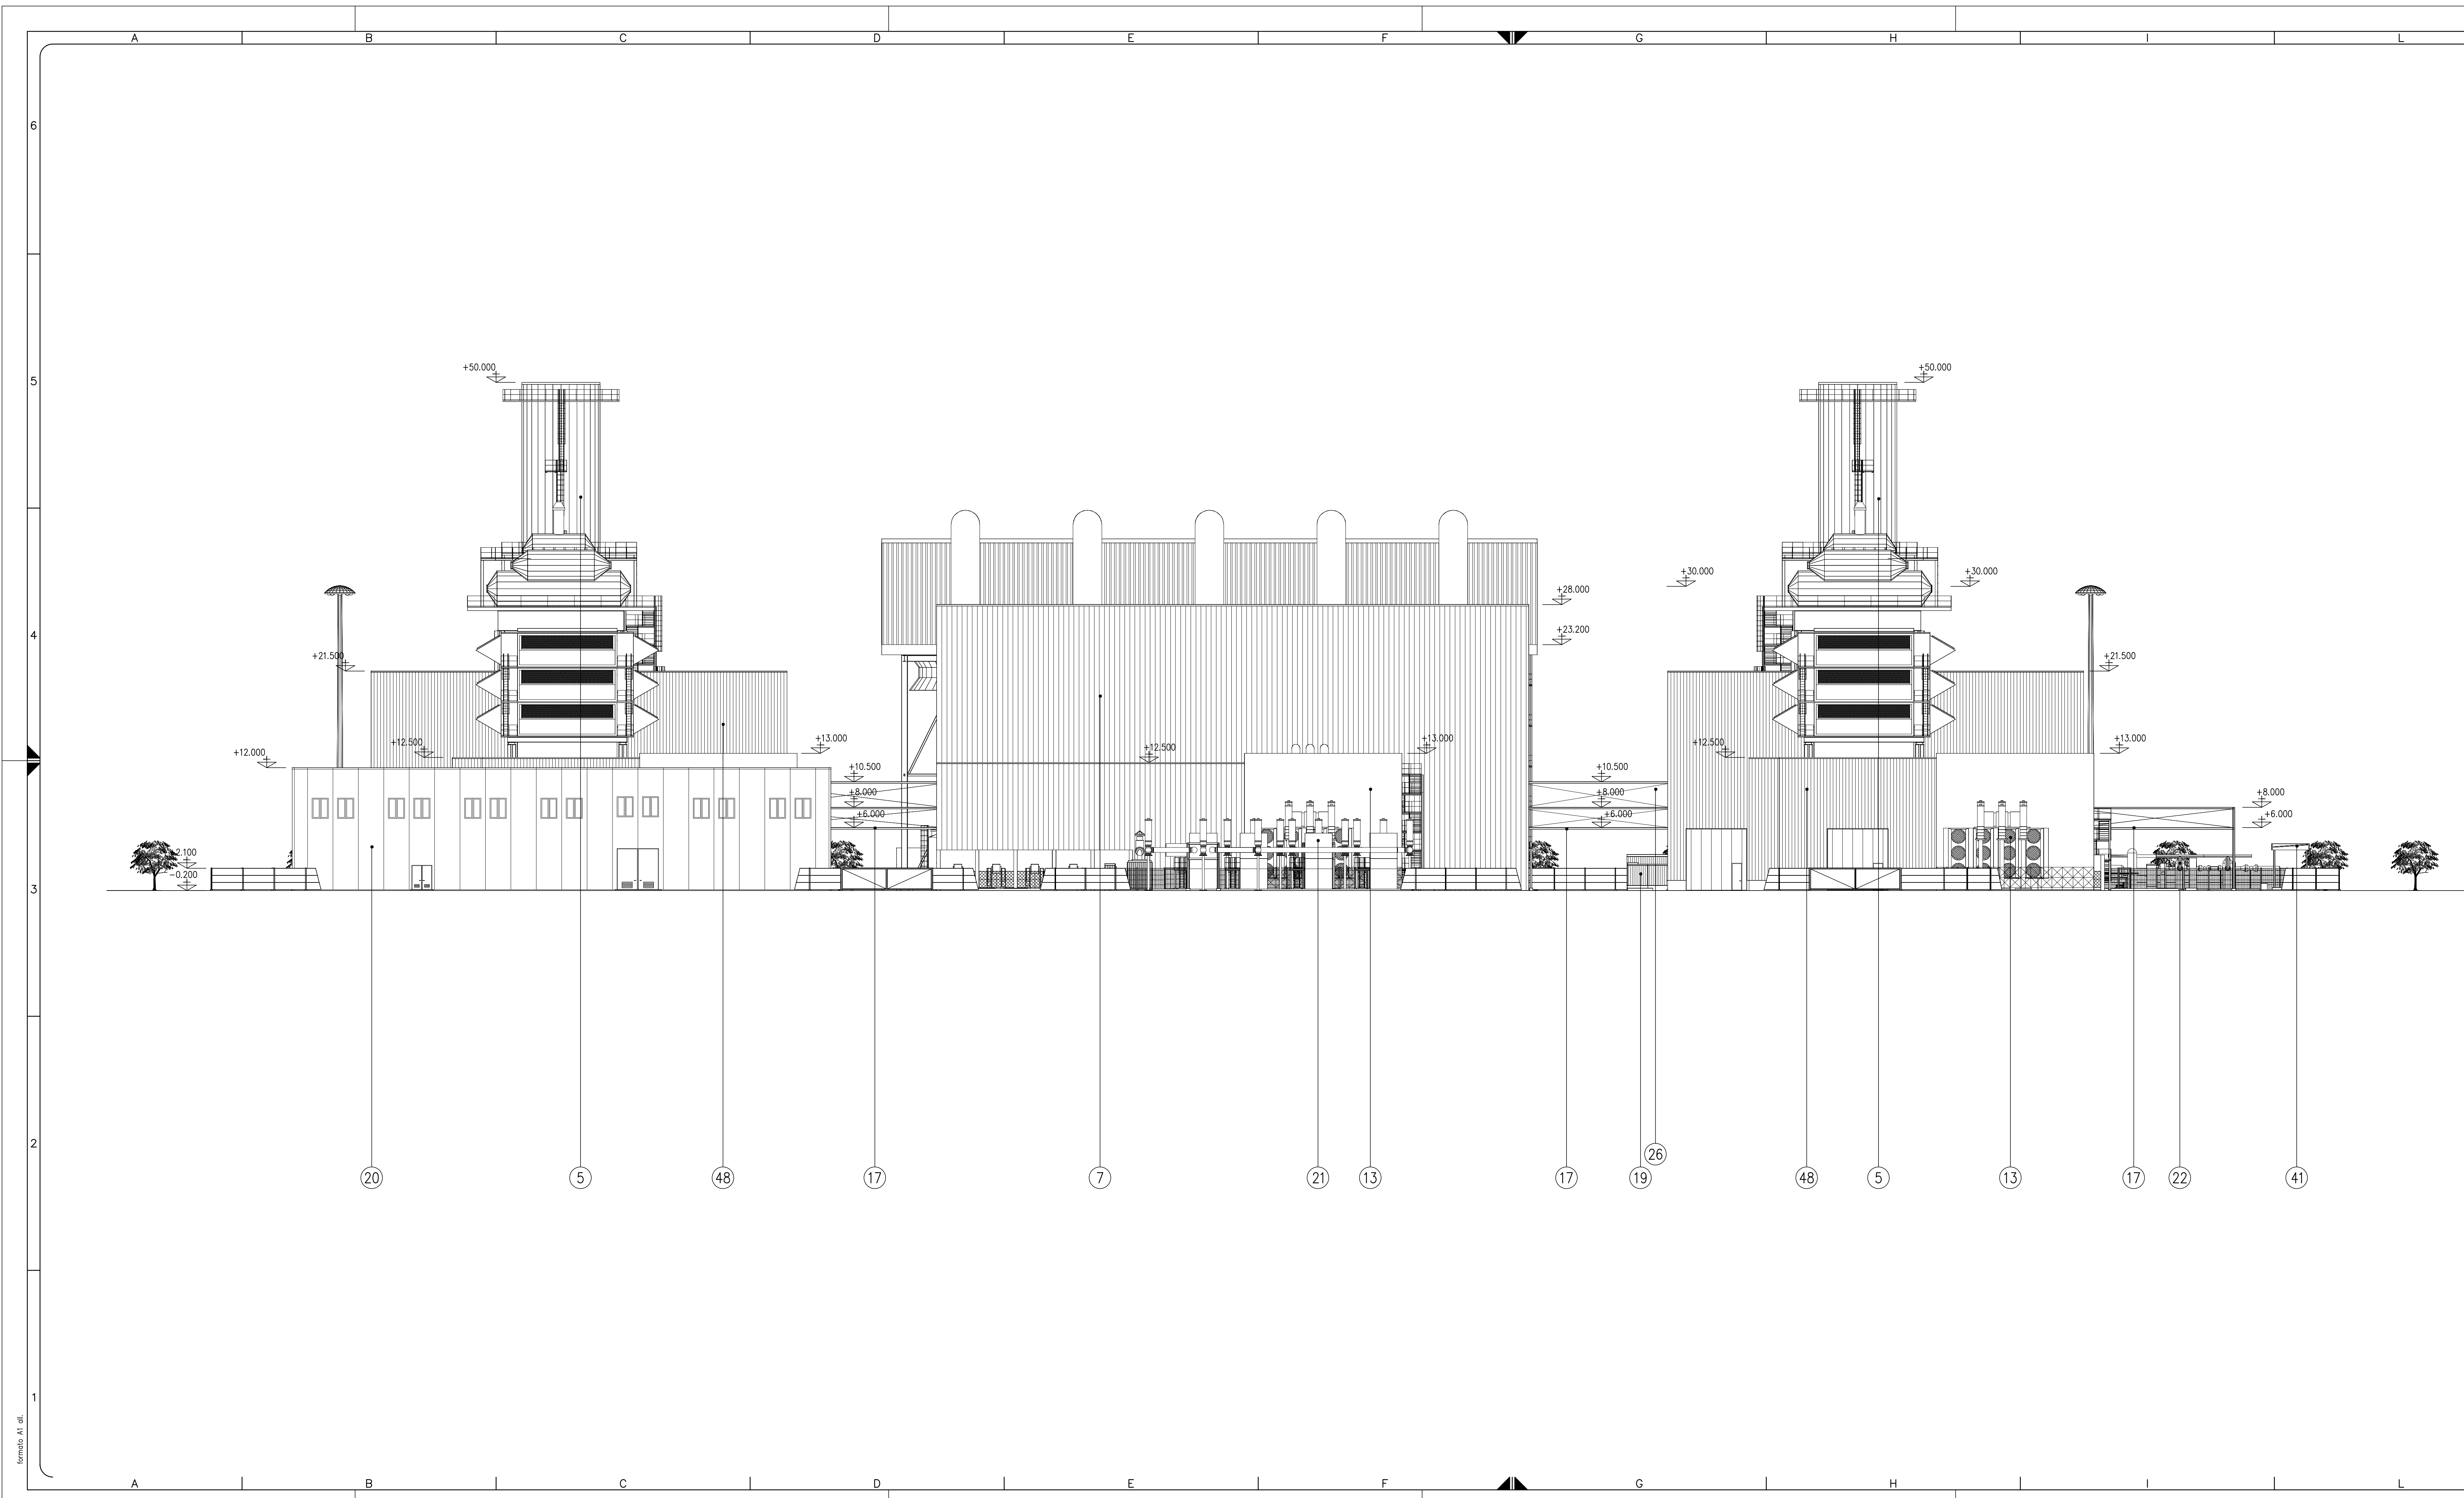 A B C D E F G H I L
6
5
+50.000 +50.000
+30.000 +30.000
+28.000
4
+23.200
+21.500 +21.500
+12.000 +12.500 +13.000 +12.500 +13.000 +12.500 +13.000
+10.500 +10.500
+8.000 +8.000 +8.000
+6.000 +6.000 +6.000
2.100
-0.200
3
2
26
20 5 48 17 7 21 13 17 19 48 5 13 17 22 41
1
formato A1 all.
A B C D E F G H I L